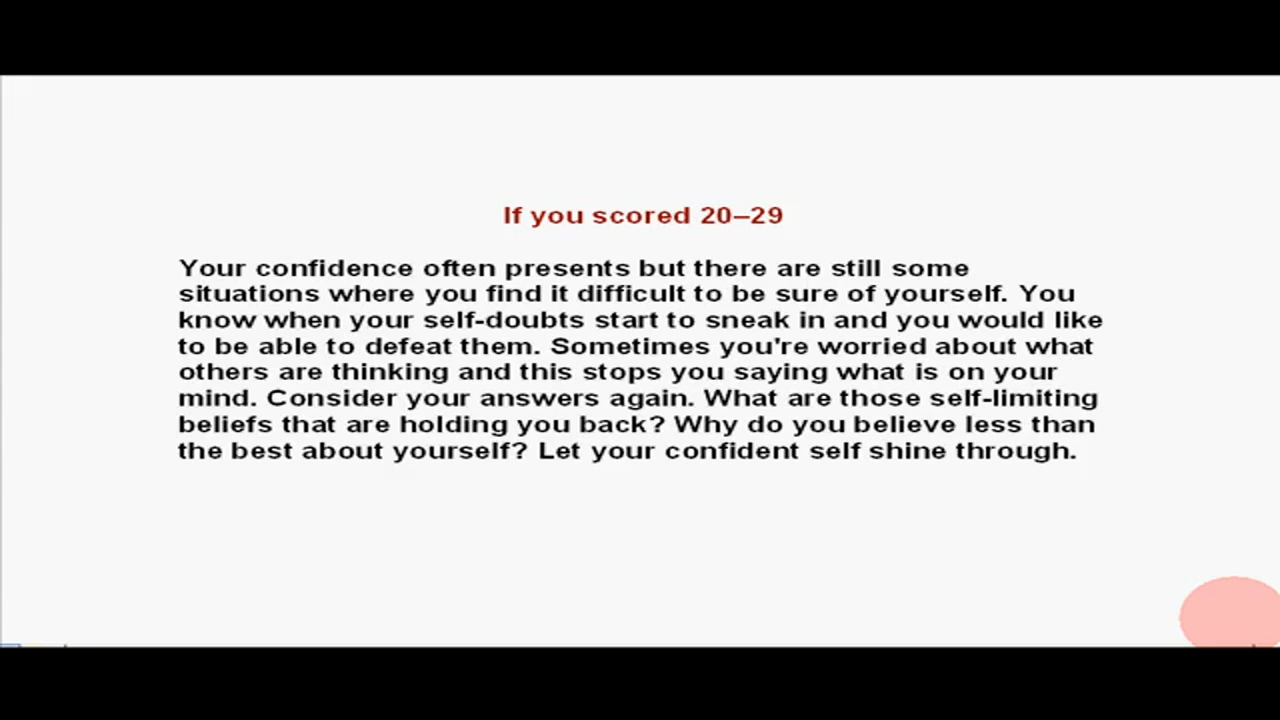 If you scored 20–29
Your confidence often presents but there are still some
situations where you find it difficult to be sure of yourself. You
know when your self-doubts start to sneak in and you would like
to be able to defeat them. Sometimes you're worried about what
others are thinking and this stops you saying what is on your
mind. Consider your answers again. What are those self-limiting
beliefs that are holding you back? Why do you believe less than
the best about yourself? Let your confident self shine through.